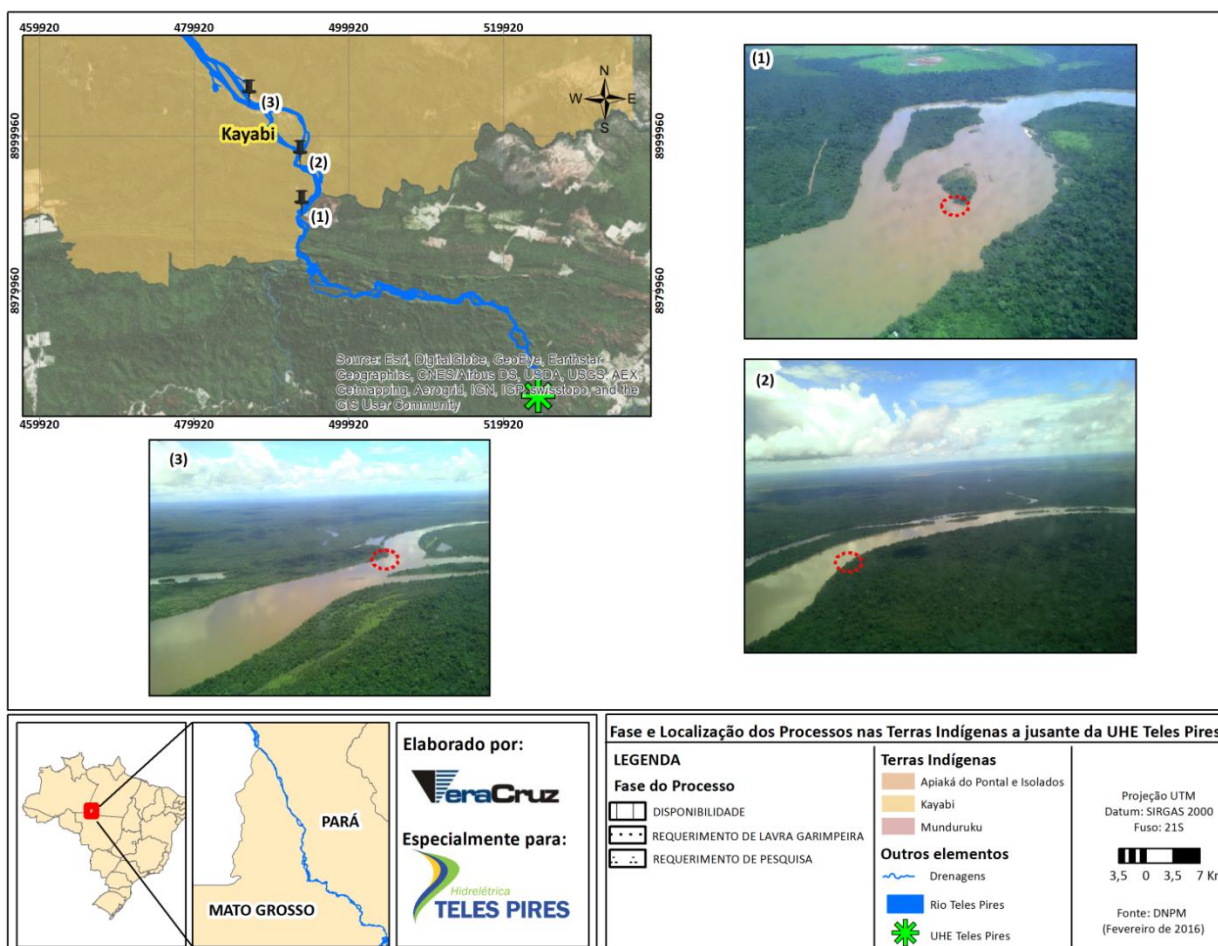 459920 479920 499920 519920
8999960 8999960
8979960 8979960
459920 479920 499920 519920
N
W E
S
(3)
Kayabi
(2)
(1)
Source: Esri, DigitalGlobe, GeoEye, Earthstar
Geographics, CNES/Airbus DS, USDA, USGS, AEX,
Getmapping, Aerogrid, IGN, IGP, swisstopo, and the
GIS User Community
(1)
(2)
(3)
PARÁ
MATO GROSSO
Elaborado por:
VeraCruz
Especialmente para:
Hidrelétrica
TELES PIRES
Fase e Localização dos Processos nas Terras Indígenas a jusante da UHE Teles Pires
LEGENDA
Fase do Processo
DISPONIBILIDADE
REQUERIMENTO DE LAVRA GARIMPEIRA
REQUERIMENTO DE PESQUISA
Terras Indígenas
Apiaká do Pontal e Isolados
Kayabi
Munduruku
Outros elementos
Drenagens
Rio Teles Pires
UHE Teles Pires
Projeção UTM
Datum: SIRGAS 2000
Fuso: 21S
3,5 0 3,5 7 Km
Fonte: DNPM
(Fevereiro de 2016)